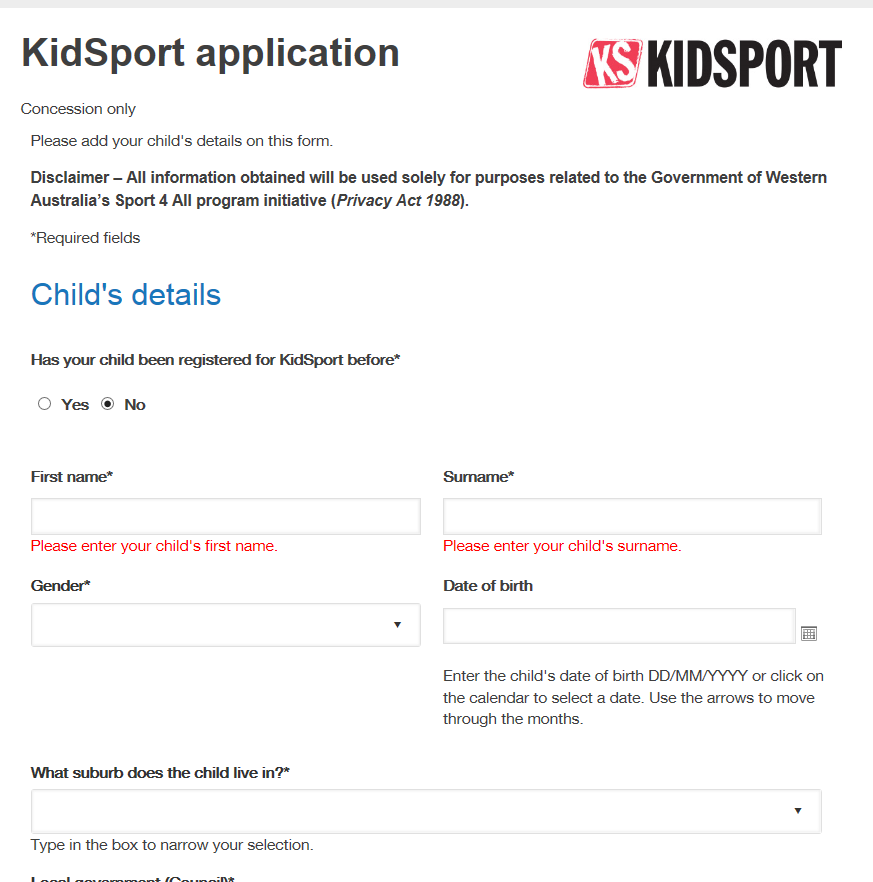 KidSport application
KS KIDSPORT
Concession only
Please add your child's details on this form.
Disclaimer – All information obtained will be used solely for purposes related to the Government of Western
Australia’s Sport 4 All program initiative (Privacy Act 1988).
*Required fields
Child's details
Has your child been registered for KidSport before*
Yes No
First name* Surname*
Please enter your child's first name. Please enter your child's surname.
Gender* Date of birth
Enter the child's date of birth DD/MM/YYYY or click on
the calendar to select a date. Use the arrows to move
through the months.
What suburb does the child live in?*
Type in the box to narrow your selection.
Local government (Council)*